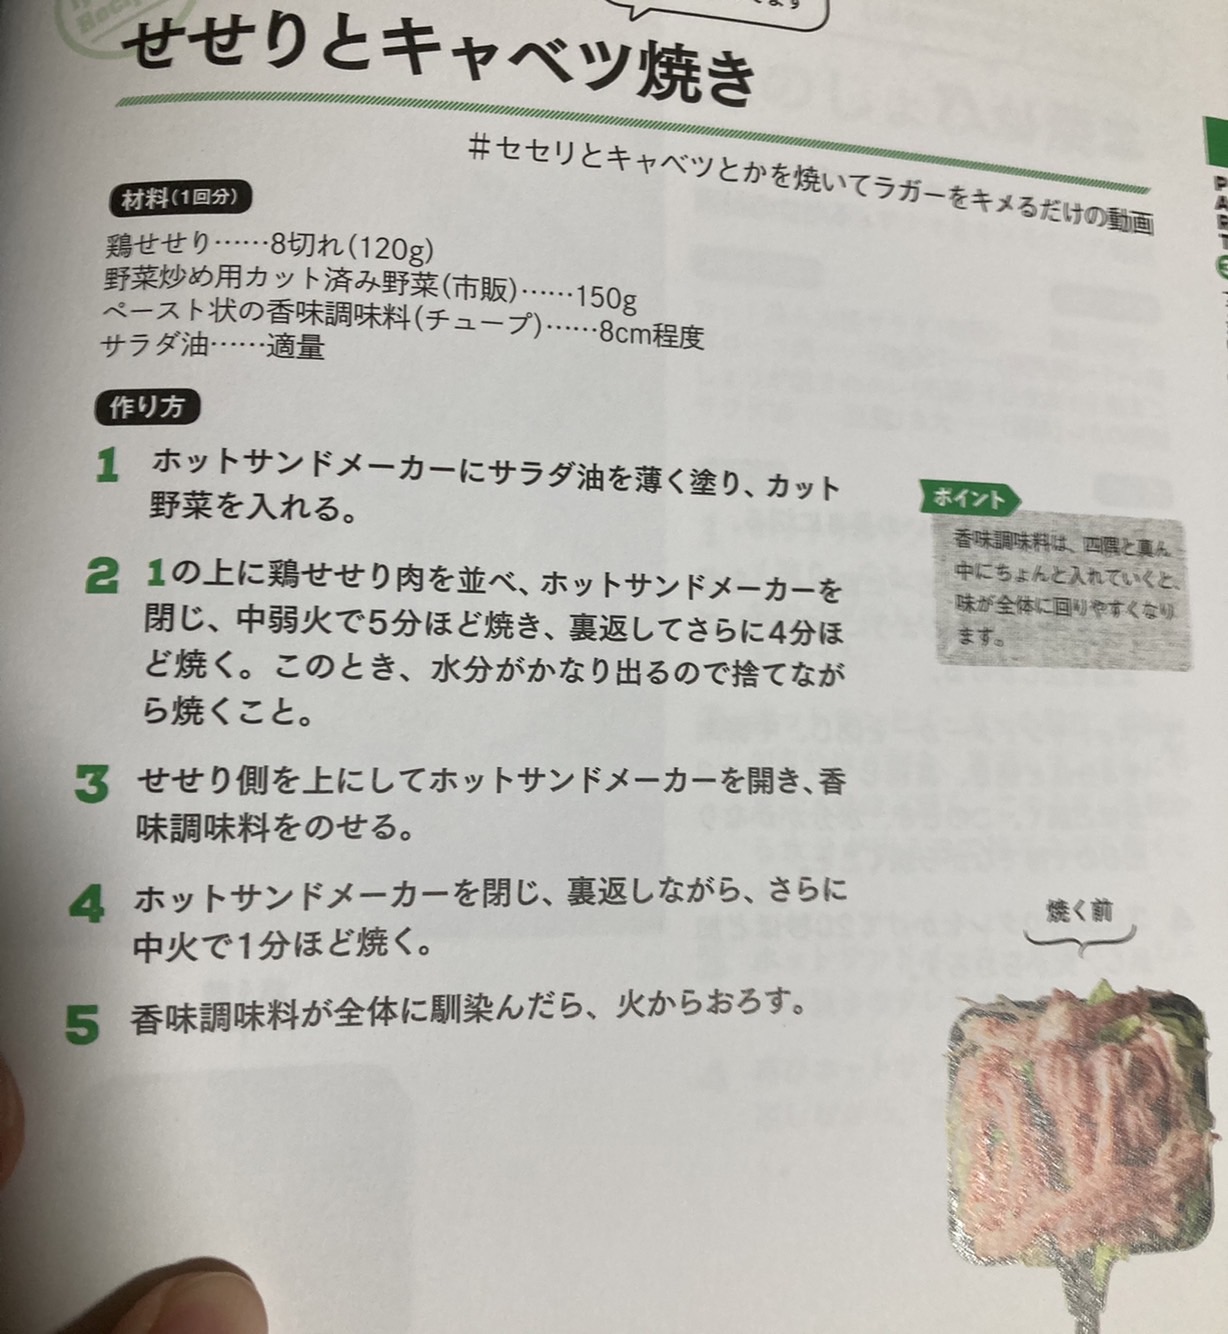 せせりとキャベツ焼き
#セセリとキャベツとかを焼いてラガーをキメるだけの動画
材料(1回分)
鶏せせり……8切れ(120g)
野菜炒め用カット済み野菜(市販)……150g
ペースト状の香味調味料(チューブ)……8cm程度
サラダ油……適量
作り方
1 ホットサンドメーカーにサラダ油を薄く塗り、カット
野菜を入れる。
2 1の上に鶏せせり肉を並べ、ホットサンドメーカーを
閉じ、中弱火で5分ほど焼き、裏返してさらに4分ほ
ど焼く。このとき、水分がかなり出るので捨てなが
ら焼くこと。
3 せせり側を上にしてホットサンドメーカーを開き、香
味調味料をのせる。
4 ホットサンドメーカーを閉じ、裏返しながら、さらに
中火で1分ほど焼く。
5 香味調味料が全体に馴染んだら、火からおろす。
ポイント
香味調味料は、四隅と真ん
中にちょんと入れていくと、
味が全体に回りやすくなり
ます。
焼く前